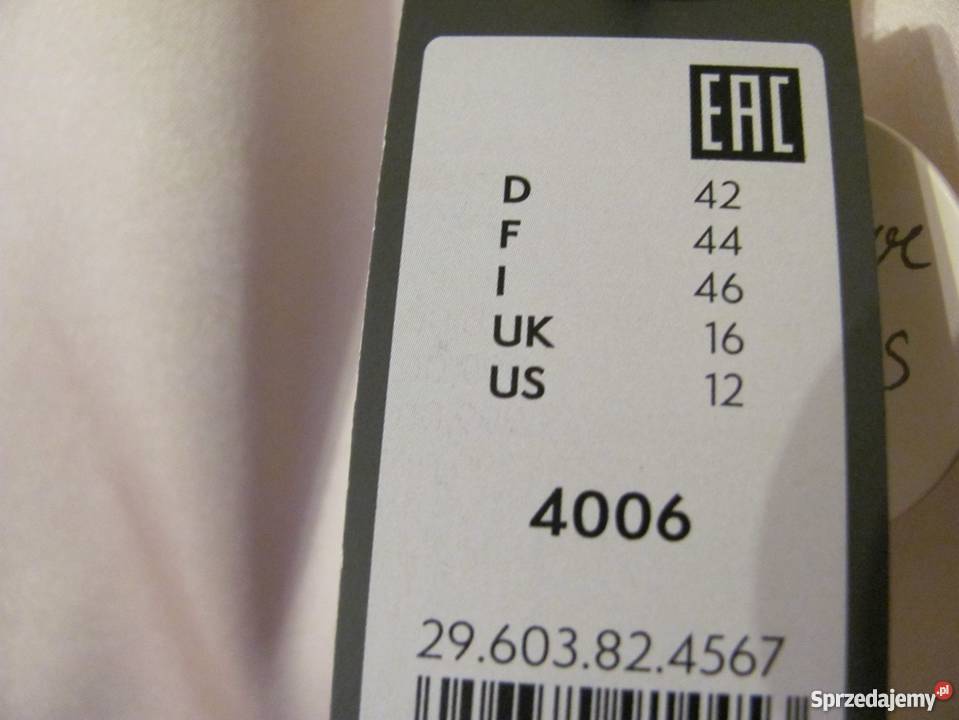 EAC
D 42
F 44
I 46
UK 16
US 12
4006
29.603.82.4567
Sprzedajemy.pl